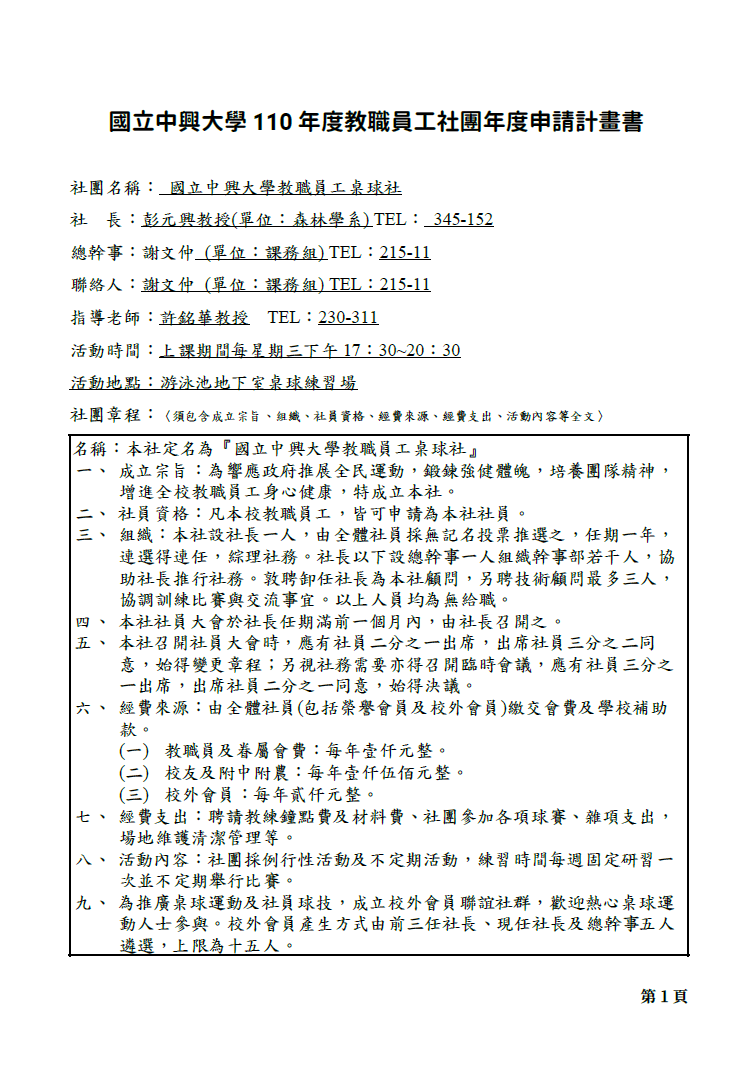 國立中興大學 110 年度教職員工社團年度申請計畫書
社團名稱： 國立中興大學教職員工桌球社
社　長：彭元興教授(單位：森林學系) TEL： 345-152
總幹事：謝文仲 (單位：課務組) TEL：215-11
聯絡人：謝文仲 (單位：課務組) TEL：215-11
指導老師：許銘華教授　TEL：230-311
活動時間：上課期間每星期三下午 17：30~20：30
活動地點：游泳池地下室桌球練習場
社團章程：〈須包含成立宗旨、組織、社員資格、經費來源、經費支出、活動內容等全文〉
名稱：本社定名為『國立中興大學教職員工桌球社』
一、 成立宗旨：為響應政府推展全民運動，鍛鍊強健體魄，培養團隊精神，
增進全校教職員工身心健康，特成立本社。
二、 社員資格：凡本校教職員工，皆可申請為本社社員。
三、 組織：本社設社長一人，由全體社員採無記名投票推選之，任期一年，
連選得連任，綜理社務。社長以下設總幹事一人組織幹事部若干人，協
助社長推行社務。敦聘卸任社長為本社顧問，另聘技術顧問最多三人，
協調訓練比賽與交流事宜。以上人員均為無給職。
四、 本社社員大會於社長任期滿前一個月內，由社長召開之。
五、 本社召開社員大會時，應有社員二分之一出席，出席社員三分之二同
意，始得變更章程；另視社務需要亦得召開臨時會議，應有社員三分之
一出席，出席社員二分之一同意，始得決議。
六、 經費來源：由全體社員(包括榮譽會員及校外會員)繳交會費及學校補助
款。
(一) 教職員及眷屬會費：每年壹仟元整。
(二) 校友及附中附農：每年壹仟伍佰元整。
(三) 校外會員：每年貳仟元整。
七、 經費支出：聘請教練鐘點費及材料費、社團參加各項球賽、雜項支出，
場地維護清潔管理等。
八、 活動內容：社團採例行性活動及不定期活動，練習時間每週固定研習一
次並不定期舉行比賽。
九、 為推廣桌球運動及社員球技，成立校外會員聯誼社群，歡迎熱心桌球運
動人士參與。校外會員產生方式由前三任社長、現任社長及總幹事五人
遴選，上限為十五人。
第 1 頁